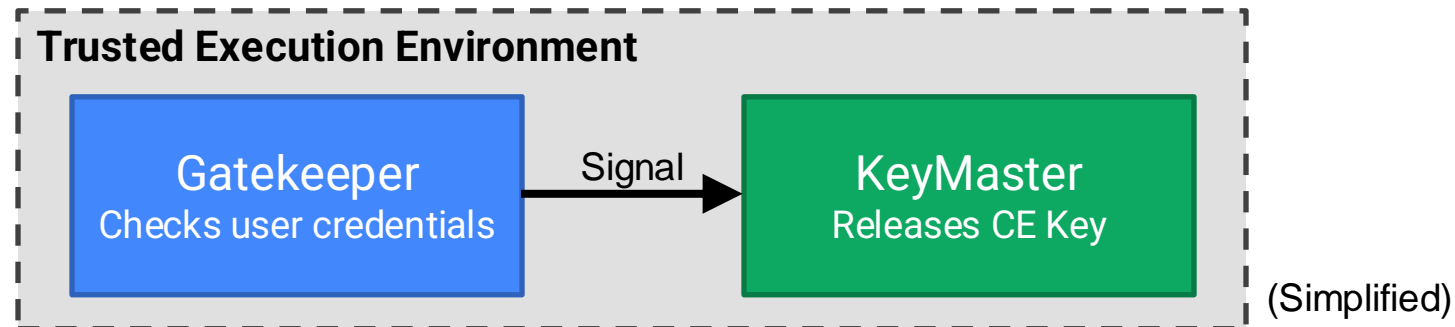 Trusted Execution Environment
Gatekeeper
Checks user credentials
Signal
KeyMaster
Releases CE Key
(Simplified)